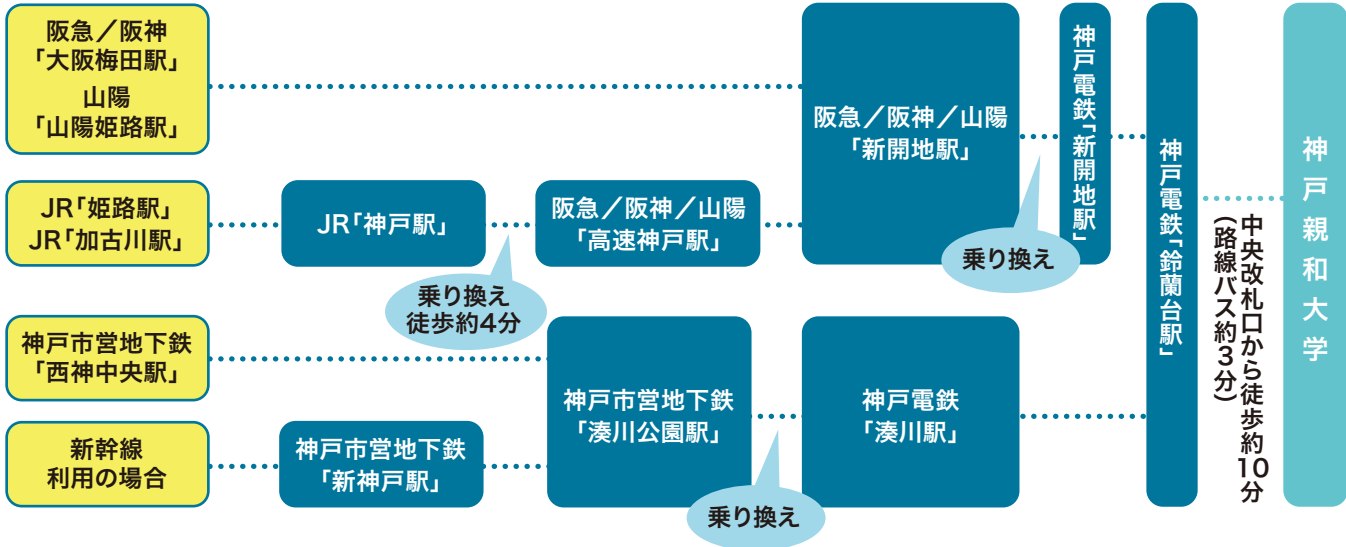 阪急／阪神
「大阪梅田駅」
山陽
「山陽姫路駅」
阪急／阪神／山陽
「新開地駅」
乗り換え
神戸電鉄「新開地駅」
JR「姫路駅」
JR「加古川駅」
JR「神戸駅」
乗り換え
徒歩約4分
阪急／阪神／山陽
「高速神戸駅」
神戸市営地下鉄
「西神中央駅」
新幹線
利用の場合
神戸市営地下鉄
「新神戸駅」
神戸市営地下鉄
「湊川公園駅」
乗り換え
神戸電鉄
「湊川駅」
神戸電鉄「鈴蘭台駅」
中央改札口から徒歩約10分
(路線バス約3分)
神戸親和大学